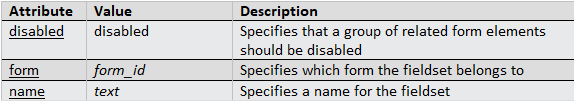 Attribute Value Description
disabled disabled Specifies that a group of related form elements
should be disabled
form form_id Specifies which form the fieldset belongs to
name text Specifies a name for the fieldset